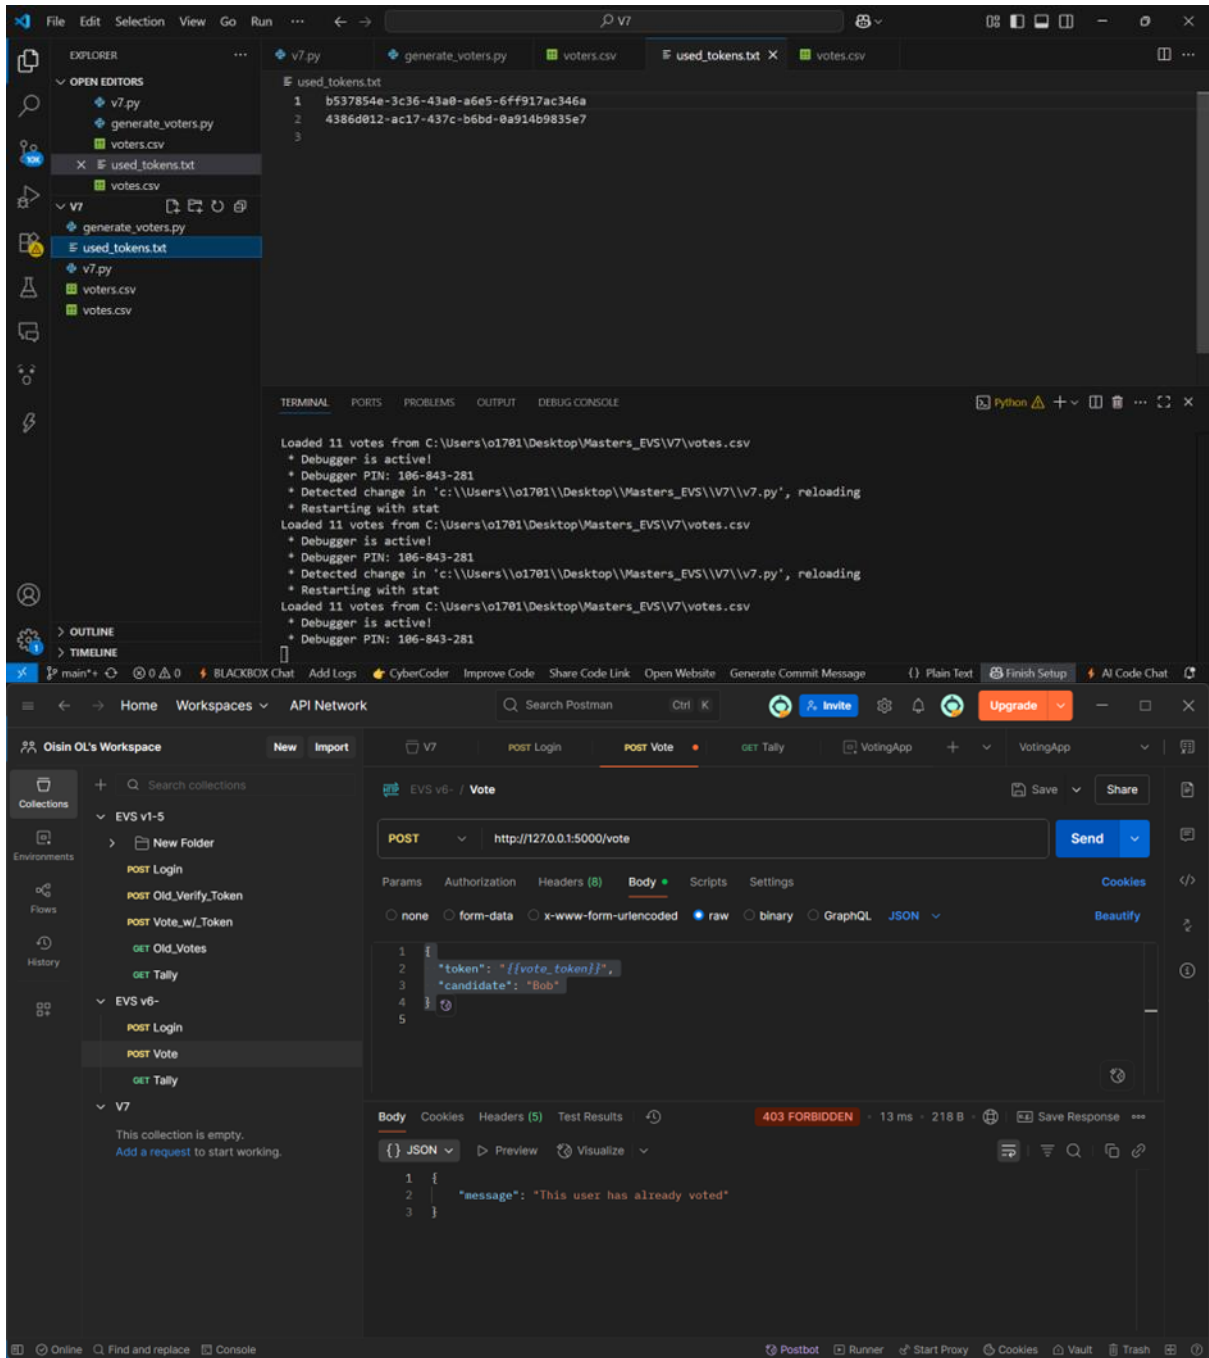 File Edit Selection View Go Run ··· V7
EXPLORER ···
v7.py generate_voters.py voters.csv used_tokens.txt votes.csv
OPEN EDITORS
v7.py
generate_voters.py
voters.csv
used_tokens.txt
votes.csv
V7
generate_voters.py
used_tokens.txt
v7.py
voters.csv
votes.csv
OUTLINE
TIMELINE
10K
1
used_tokens.txt
1 b537854e-3c36-43a0-a6e5-6ff917ac346a
2 4386d012-ac17-437c-b6bd-0a914b9835e7
3
TERMINAL PORTS PROBLEMS OUTPUT DEBUG CONSOLE Python
Loaded 11 votes from C:\Users\o1701\Desktop\Masters_EVS\V7\votes.csv
* Debugger is active!
* Debugger PIN: 106-843-281
* Detected change in 'c:\\Users\\o1701\\Desktop\\Masters_EVS\\V7\\v7.py', reloading
* Restarting with stat
Loaded 11 votes from C:\Users\o1701\Desktop\Masters_EVS\V7\votes.csv
* Debugger is active!
* Debugger PIN: 106-843-281
* Detected change in 'c:\\Users\\o1701\\Desktop\\Masters_EVS\\V7\\v7.py', reloading
* Restarting with stat
Loaded 11 votes from C:\Users\o1701\Desktop\Masters_EVS\V7\votes.csv
* Debugger is active!
* Debugger PIN: 106-843-281
main*+ 0 0 BLACKBOX Chat Add Logs CyberCoder Improve Code Share Code Link Open Website Generate Commit Message {} Plain Text Finish Setup AI Code Chat
Home Workspaces API Network Search Postman Ctrl K Invite Upgrade
Oisin OL's Workspace New Import
V7 POST Login POST Vote GET Tally VotingApp + VotingApp
Collections
Environments
Flows
History
Search collections
EVS v1-5
New Folder
POST Login
POST Old_Verify_Token
POST Vote_w/_Token
GET Old_Votes
GET Tally
EVS v6-
POST Login
POST Vote
GET Tally
V7
This collection is empty.
Add a request to start working.
HTTP EVS v6- / Vote Save Share
POST http://127.0.0.1:5000/vote Send
Params Authorization Headers (8) Body Scripts Settings Cookies
none form-data x-www-form-urlencoded raw binary GraphQL JSON Beautify
1 {
2 "token": "{{vote_token}}",
3 "candidate": "Bob"
4 }
5
Body Cookies Headers (5) Test Results 403 FORBIDDEN 13 ms 218 B Save Response
{} JSON Preview Visualize
1 {
2 "message": "This user has already voted"
3 }
Online Find and replace Console Postbot Runner Start Proxy Cookies Vault Trash